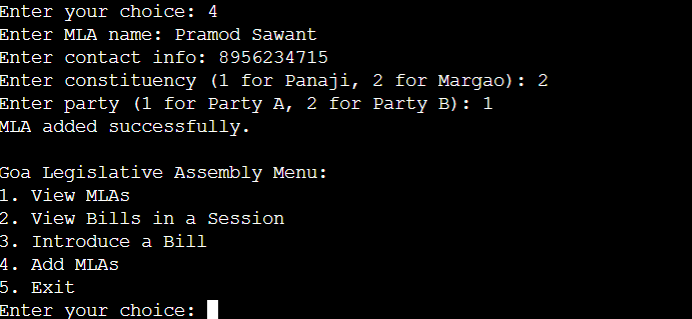 Enter your choice: 4
Enter MLA name: Pramod Sawant
Enter contact info: 8956234715
Enter constituency (1 for Panaji, 2 for Margao): 2
Enter party (1 for Party A, 2 for Party B): 1
MLA added successfully.
Goa Legislative Assembly Menu:
1. View MLAs
2. View Bills in a Session
3. Introduce a Bill
4. Add MLAs
5. Exit
Enter your choice: